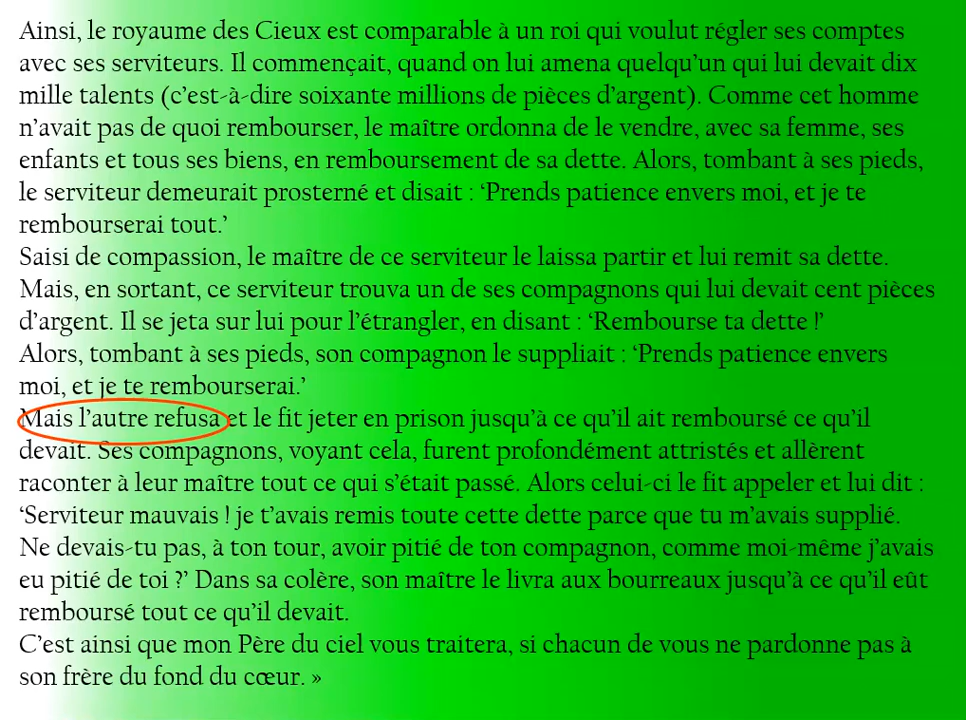 Ainsi, le royaume des Cieux est comparable à un roi qui voulut régler ses comptes
avec ses serviteurs. Il commençait, quand on lui amena quelqu’un qui lui devait dix
mille talents (c’est-à-dire soixante millions de pièces d’argent). Comme cet homme
n’avait pas de quoi rembourser, le maître ordonna de le vendre, avec sa femme, ses
enfants et tous ses biens, en remboursement de sa dette. Alors, tombant à ses pieds,
le serviteur demeurait prosterné et disait : ‘Prends patience envers moi, et je te
rembourserai tout.’
Saisi de compassion, le maître de ce serviteur le laissa partir et lui remit sa dette.
Mais, en sortant, ce serviteur trouva un de ses compagnons qui lui devait cent pièces
d’argent. Il se jeta sur lui pour l’étrangler, en disant : ‘Rembourse ta dette !’
Alors, tombant à ses pieds, son compagnon le suppliait : ‘Prends patience envers
moi, et je te rembourserai.’
Mais l’autre refusa et le fit jeter en prison jusqu’à ce qu’il ait remboursé ce qu’il
devait. Ses compagnons, voyant cela, furent profondément attristés et allèrent
raconter à leur maître tout ce qui s’était passé. Alors celui-ci le fit appeler et lui dit :
‘Serviteur mauvais ! je t’avais remis toute cette dette parce que tu m’avais supplié.
Ne devais-tu pas, à ton tour, avoir pitié de ton compagnon, comme moi-même j’avais
eu pitié de toi ?’ Dans sa colère, son maître le livra aux bourreaux jusqu’à ce qu’il eût
remboursé tout ce qu’il devait.
C’est ainsi que mon Père du ciel vous traitera, si chacun de vous ne pardonne pas à
son frère du fond du cœur. »